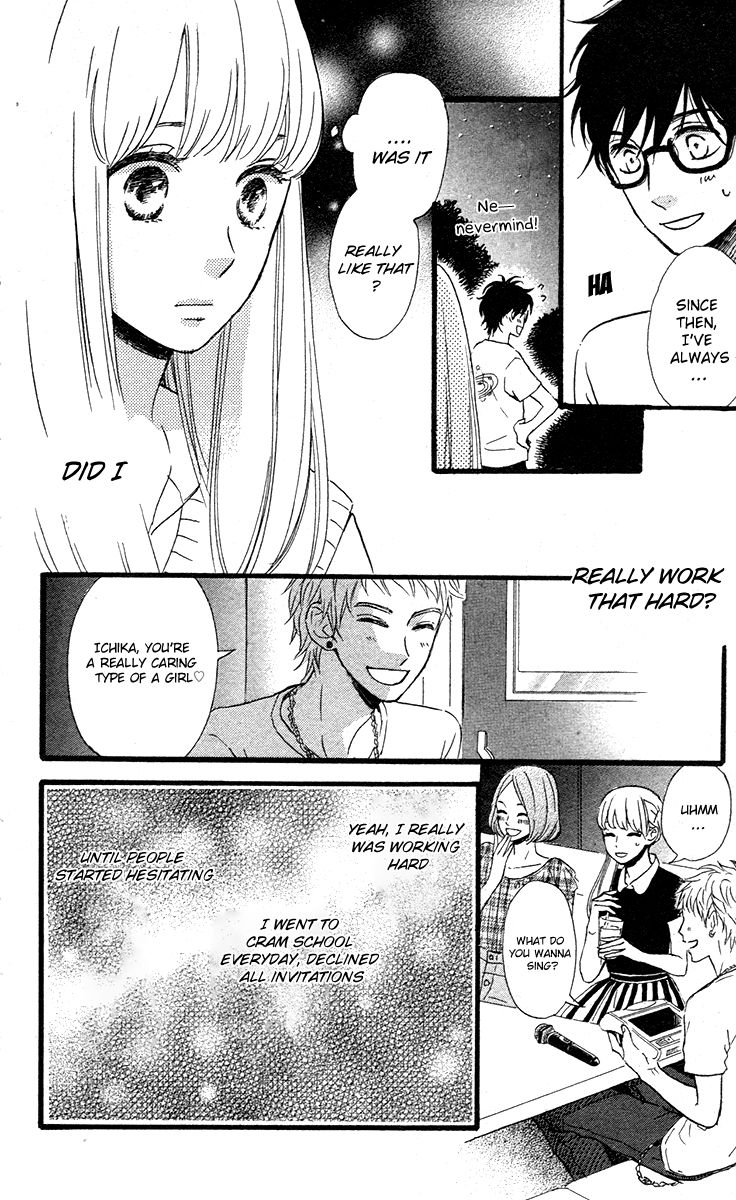 SINCE
THEN,
I'VE
ALWAYS
...
HA
Ne—
nevermind!
....
WAS IT
REALLY
LIKE THAT
?
DID I
REALLY WORK
THAT HARD?
ICHIKA, YOU'RE
A REALLY CARING
TYPE OF A GIRL♡
UHMM
...
WHAT DO
YOU WANNA
SING?
YEAH, I REALLY
WAS WORKING
HARD
UNTIL PEOPLE
STARTED HESITATING
I WENT TO
CRAM SCHOOL
EVERYDAY, DECLINED
ALL INVITATIONS